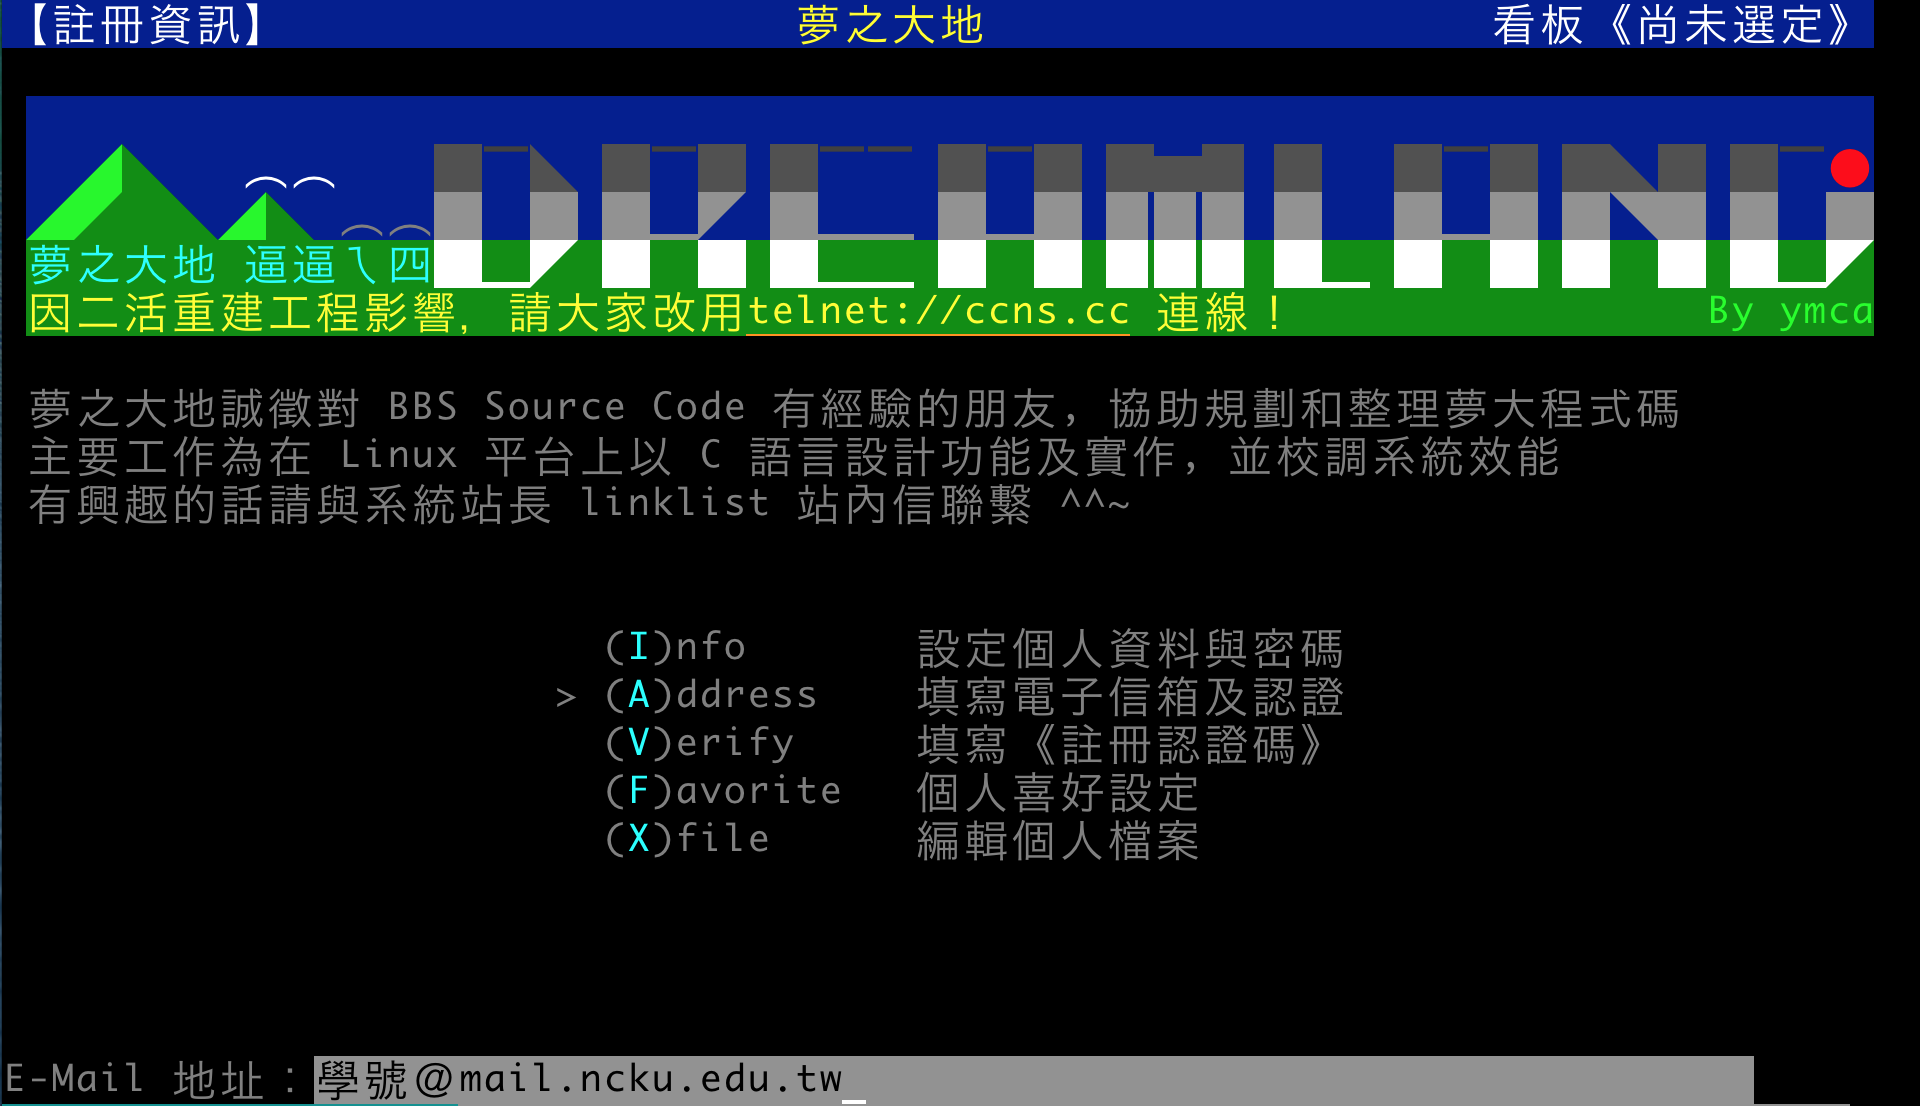 【註冊資訊】 夢之大地 看板《尚未選定》
DREAMLAND
夢之大地 逼逼ㄟ四
因二活重建工程影響, 請大家改用telnet://ccns.cc 連線！ By ymca
夢之大地誠徵對 BBS Source Code 有經驗的朋友，協助規劃和整理夢大程式碼
主要工作為在 Linux 平台上以 C 語言設計功能及實作，並校調系統效能
有興趣的話請與系統站長 linklist 站內信聯繫 ^^~
(I)nfo 設定個人資料與密碼
> (A)ddress 填寫電子信箱及認證
(V)erify 填寫《註冊認證碼》
(F)avorite 個人喜好設定
(X)file 編輯個人檔案
E-Mail 地址：學號@mail.ncku.edu.tw